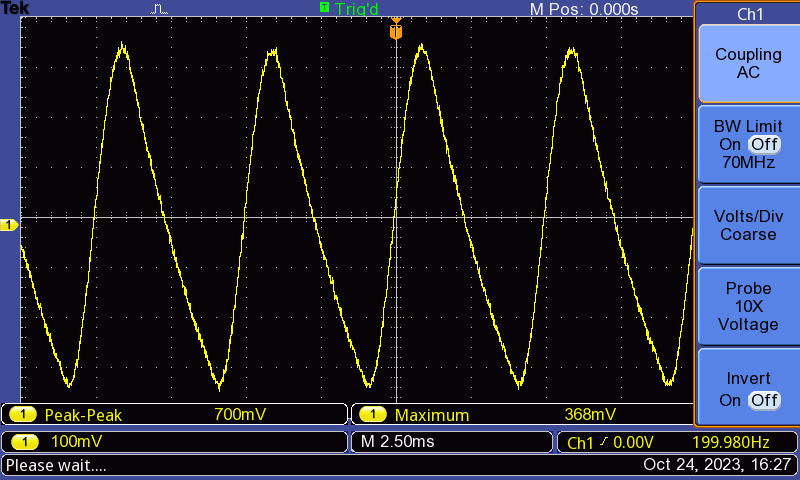 Tek
T Trig'd
M Pos: 0.000s
T
1
Ch1
Coupling
AC
BW Limit
On Off
70MHz
Volts/Div
Coarse
Probe
10X
Voltage
Invert
On Off
1 Peak-Peak 700mV
1 Maximum 368mV
1 100mV
M 2.50ms
Ch1 0.00V 199.980Hz
Please wait....
Oct 24, 2023, 16:27